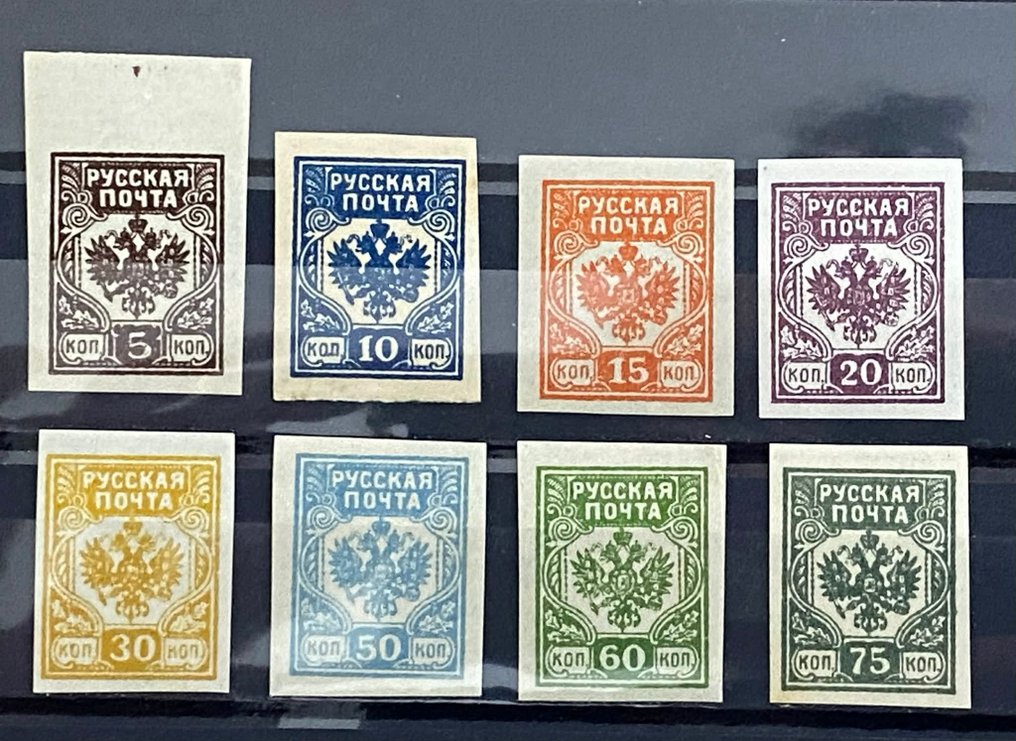 РУССКАЯ
ПОЧТА
КОП. 5 КОП.
РУССКАЯ
ПОЧТА
КОП. 10 КОП.
РУССКАЯ
ПОЧТА
КОП. 15 КОП.
РУССКАЯ
ПОЧТА
КОП. 20 КОП.
РУССКАЯ
ПОЧТА
КОП. 30 КОП.
РУССКАЯ
ПОЧТА
КОП. 50 КОП.
РУССКАЯ
ПОЧТА
КОП. 60 КОП.
РУССКАЯ
ПОЧТА
КОП. 75 КОП.